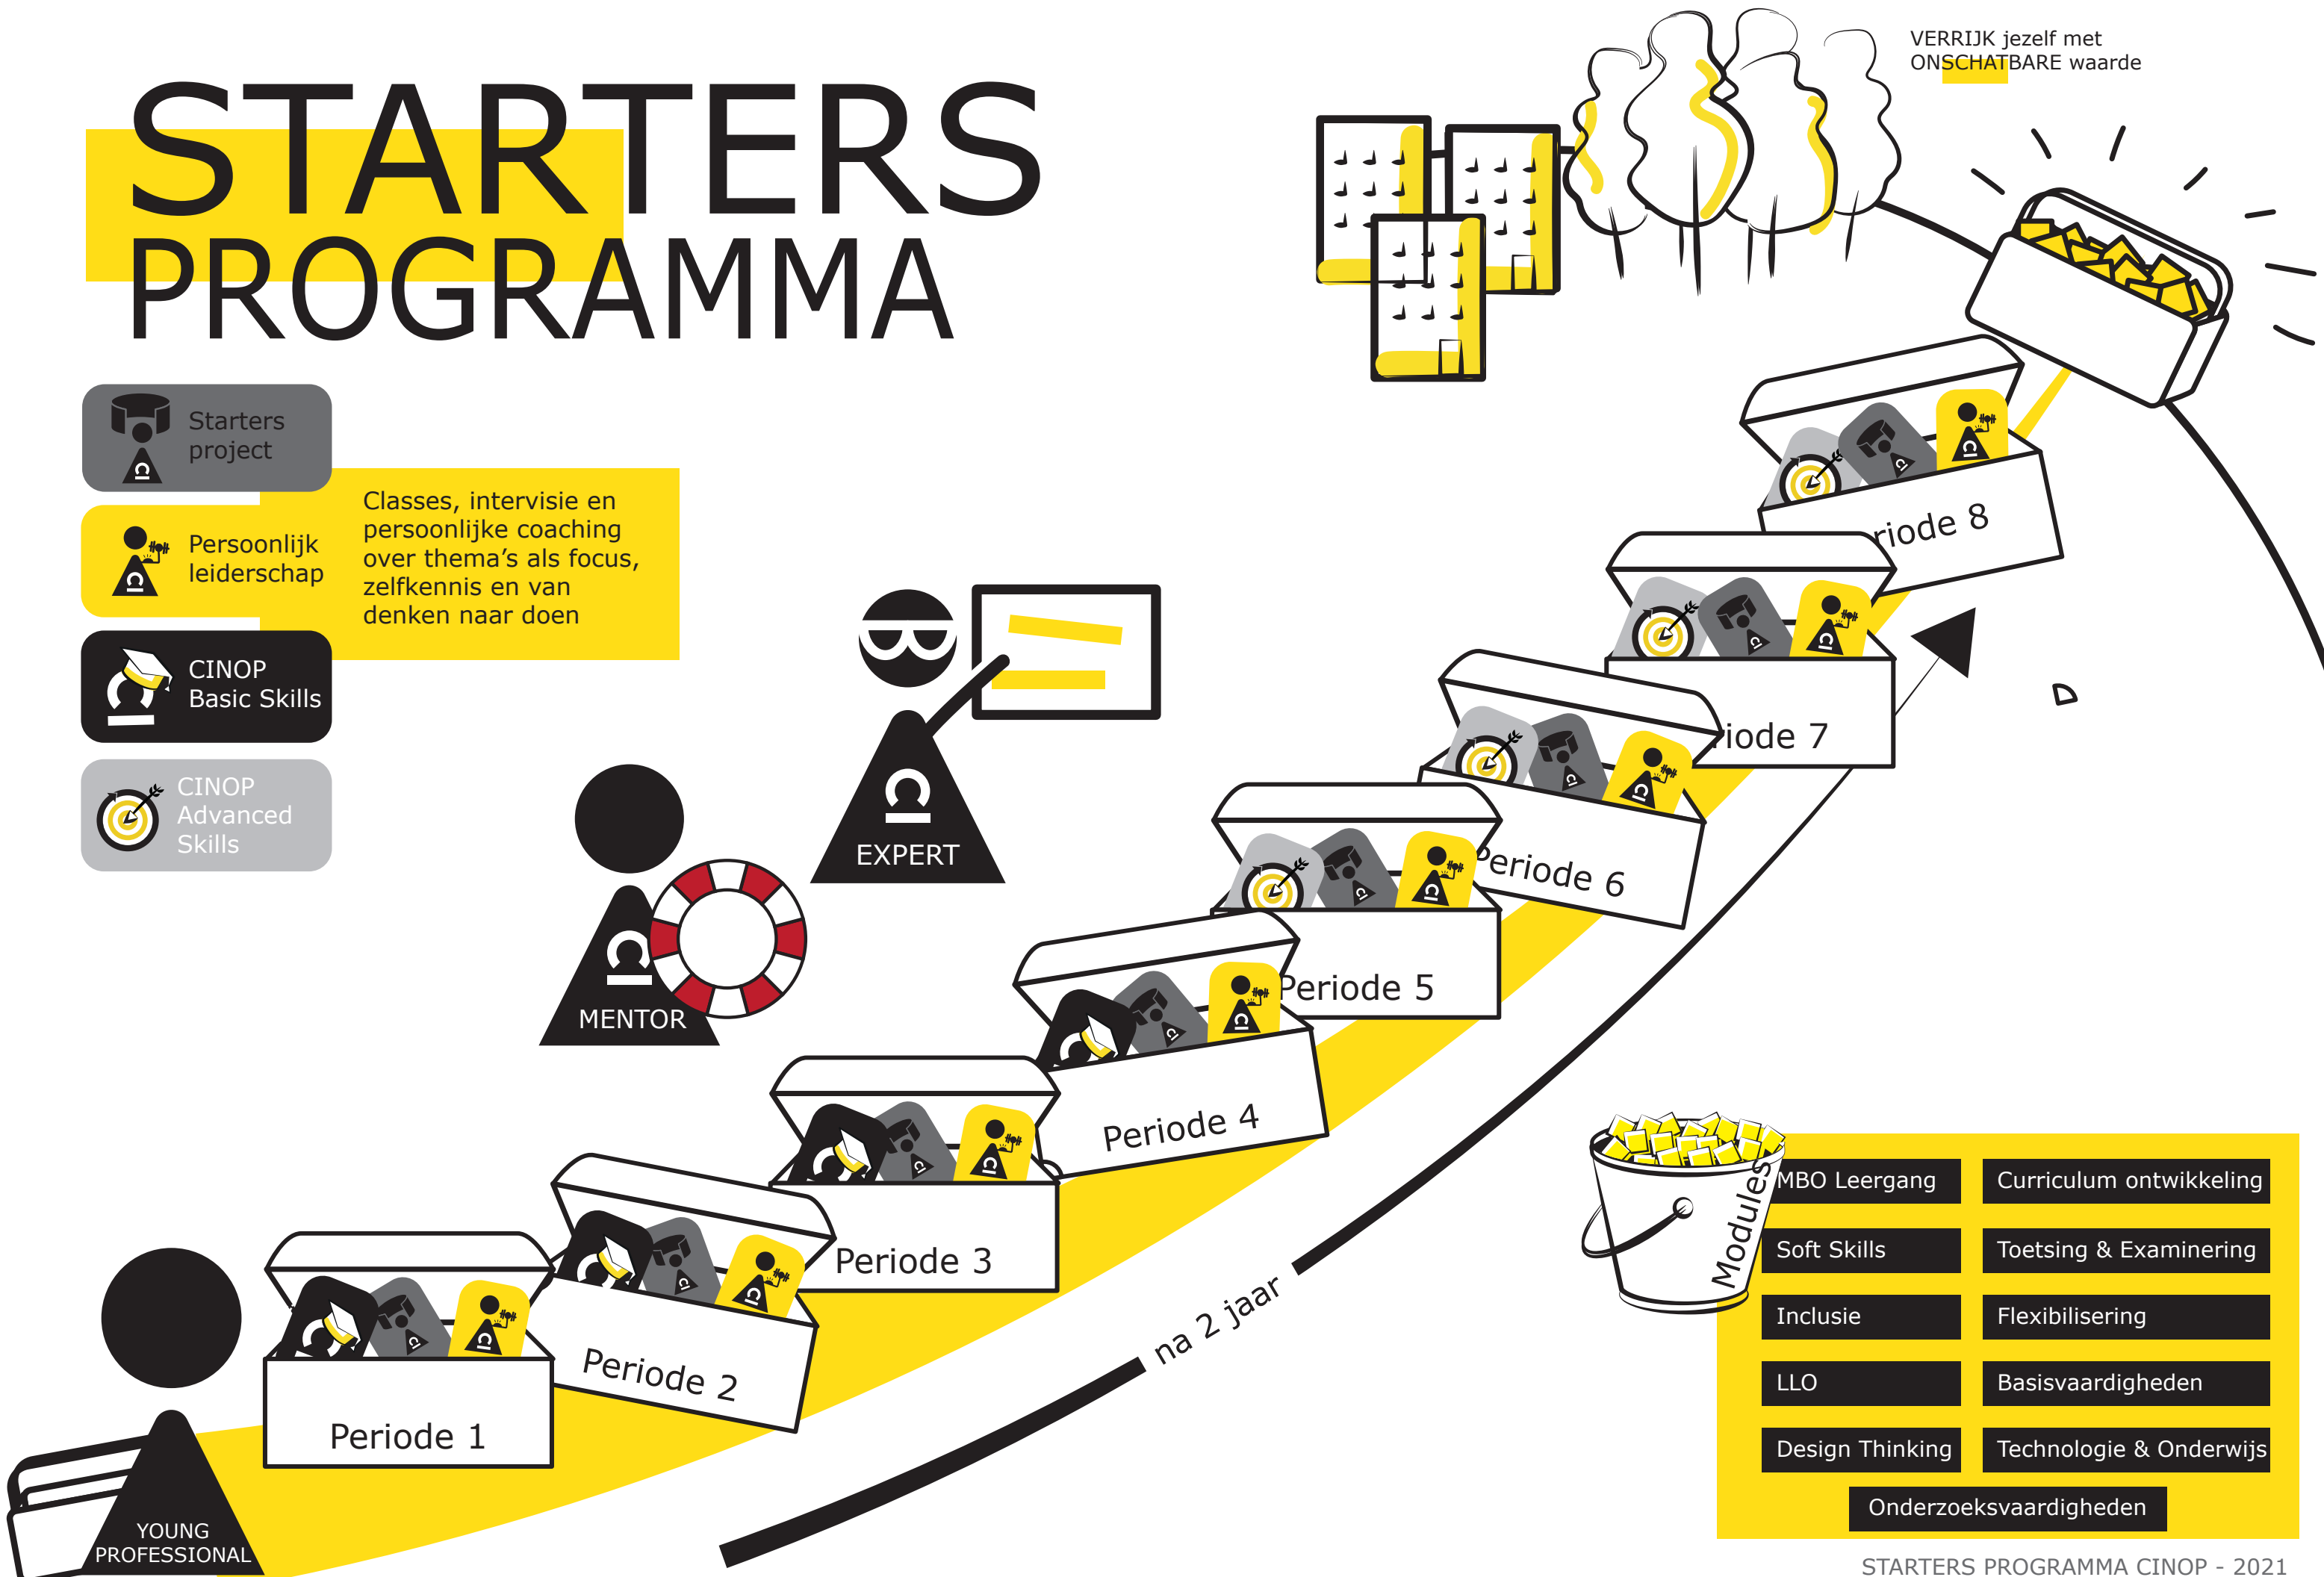 STARTERS
PROGRAMMA
VERRIJK jezelf met
ONSCHATBARE waarde
Starters
project
Persoonlijk
leiderschap
Classes, intervisie en
persoonlijke coaching
over thema's als focus,
zelfkennis en van
denken naar doen
CINOP
Basic Skills
CINOP
Advanced
Skills
EXPERT
MENTOR
YOUNG
PROFESSIONAL
Periode 1
Periode 2
Periode 3
Periode 4
Periode 5
Periode 6
riode 7
riode 8
na 2 jaar
Modules
MBO Leergang
Curriculum ontwikkeling
Soft Skills
Toetsing & Examinering
Inclusie
Flexibilisering
LLO
Basisvaardigheden
Design Thinking
Technologie & Onderwijs
Onderzoeksvaardigheden
STARTERS PROGRAMMA CINOP - 2021